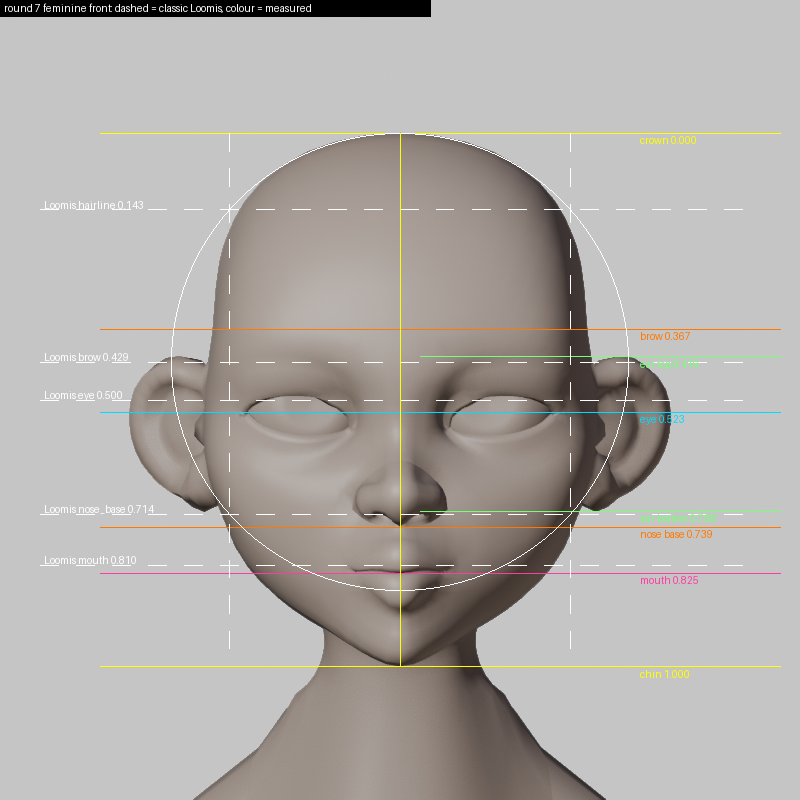 round 7 feminine front: dashed = classic Loomis, colour = measured
crown 0.000
Loomis hairline 0.143
brow 0.367
Loomis brow 0.429
Loomis eye 0.500
eye 0.523
Loomis nose_base 0.714
nose base 0.739
Loomis mouth 0.810
mouth 0.825
chin 1.000